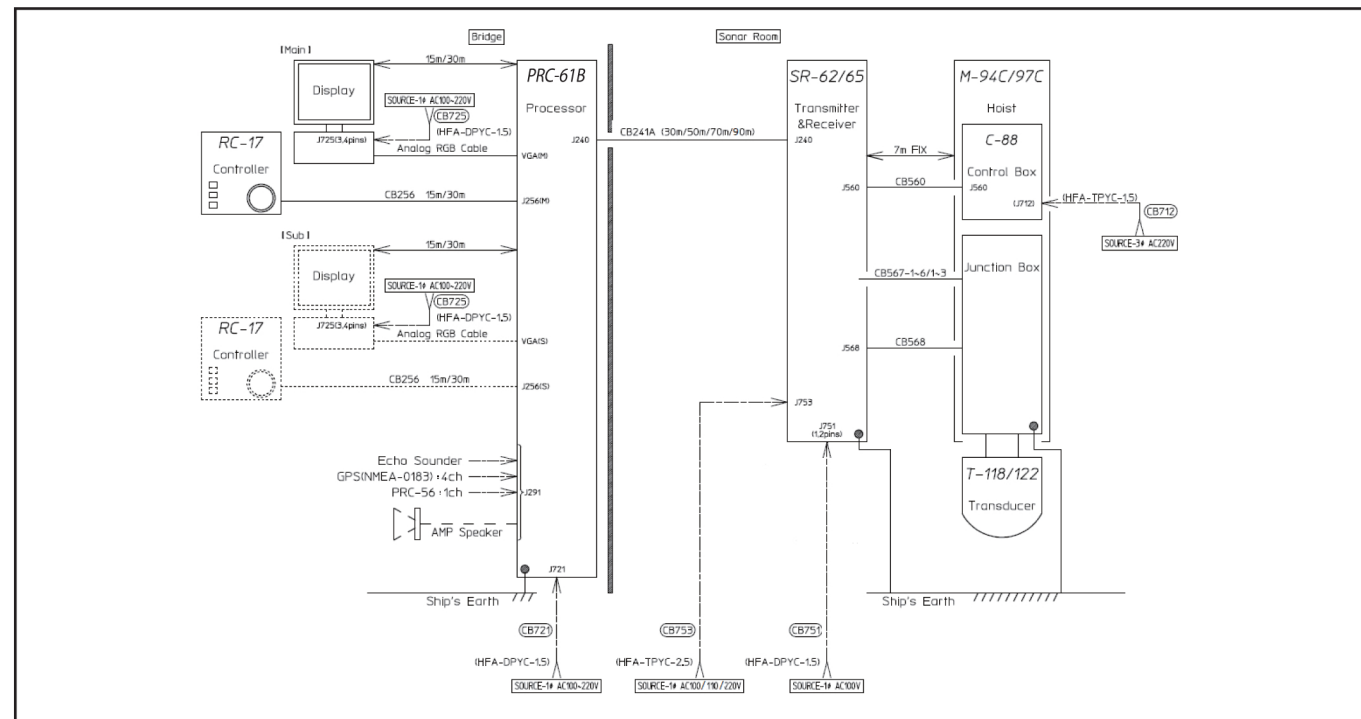 Bridge
Sonar Room
[Main]
15m/30m
Display
SOURCE-1φ AC100~220V
CB725
(HFA-DPYC-1.5)
J725(3,4pins)
Analog RGB Cable
RC-17
Controller
CB256 15m/30m
[Sub]
15m/30m
Display
SOURCE-1φ AC100~220V
CB725
(HFA-DPYC-1.5)
J725(3,4pins)
Analog RGB Cable
RC-17
Controller
CB256 15m/30m
Echo Sounder
GPS(NMEA-0183):4ch
PRC-56:1ch
AMP Speaker
PRC-61B
Processor
J240
VGA(M)
J256(M)
VGA(S)
J256(S)
J291
J721
Ship's Earth
CB721
(HFA-DPYC-1.5)
SOURCE-1φ AC100~220V
CB241A (30m/50m/70m/90m)
SR-62/65
Transmitter
&Receiver
J240
J560
J568
J753
J751
(1,2pins)
CB753
(HFA-TPYC-2.5)
SOURCE-1φ AC100/110/220V
CB751
(HFA-DPYC-1.5)
SOURCE-1φ AC100V
7m FIX
CB560
CB567-1~6/1~3
CB568
M-94C/97C
Hoist
C-88
Control Box
J560
(J712)
(HFA-TPYC-1.5)
CB712
SOURCE-3φ AC220V
Junction Box
T-118/122
Transducer
Ship's Earth